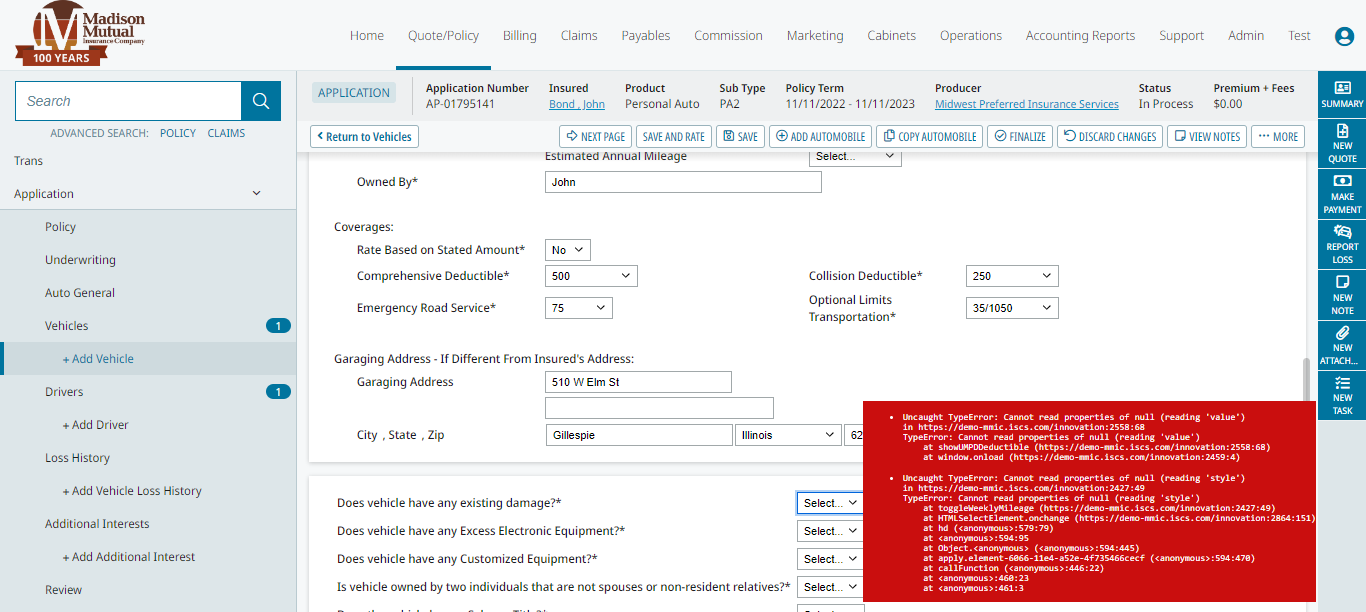 Madison
Mutual
Insurance Company
100 YEARS
Home Quote/Policy Billing Claims Payables Commission Marketing Cabinets Operations Accounting Reports Support Admin Test
Search
ADVANCED SEARCH: POLICY CLAIMS
Trans
Application
Policy
Underwriting
Auto General
Vehicles 1
+ Add Vehicle
Drivers 1
+ Add Driver
Loss History
+ Add Vehicle Loss History
Additional Interests
+ Add Additional Interest
Review
APPLICATION
Application Number Insured Product Sub Type Policy Term Producer Status Premium + Fees
AP-01795141 Bond , John Personal Auto PA2 11/11/2022 - 11/11/2023 Midwest Preferred Insurance Services In Process $0.00
Return to Vehicles NEXT PAGE SAVE AND RATE SAVE ADD AUTOMOBILE COPY AUTOMOBILE FINALIZE DISCARD CHANGES VIEW NOTES ··· MORE
Estimated Annual Mileage Select...
Owned By* John
Coverages:
Rate Based on Stated Amount* No
Comprehensive Deductible* 500 Collision Deductible* 250
Emergency Road Service* 75 Optional Limits
Transportation* 35/1050
Garaging Address - If Different From Insured's Address:
Garaging Address 510 W Elm St
City , State , Zip Gillespie Illinois 62
Does vehicle have any existing damage?* Select...
Does vehicle have any Excess Electronic Equipment?* Select...
Does vehicle have any Customized Equipment?* Select...
Is vehicle owned by two individuals that are not spouses or non-resident relatives?* Select...
• Uncaught TypeError: Cannot read properties of null (reading 'value')
in https://demo-mmic.iscs.com/innovation:2558:68
TypeError: Cannot read properties of null (reading 'value')
at showUMPDDeductible (https://demo-mmic.iscs.com/innovation:2558:68)
at window.onload (https://demo-mmic.iscs.com/innovation:2459:4)
• Uncaught TypeError: Cannot read properties of null (reading 'style')
in https://demo-mmic.iscs.com/innovation:2427:49
TypeError: Cannot read properties of null (reading 'style')
at toggleWeeklyMileage (https://demo-mmic.iscs.com/innovation:2427:49)
at HTMLSelectElement.onchange (https://demo-mmic.iscs.com/innovation:2864:151)
at hd (<anonymous>:579:79)
at <anonymous>:594:95
at Object.<anonymous> (<anonymous>:594:445)
at apply.element-6066-11e4-a52e-4f735466cecf (<anonymous>:594:470)
at callFunction (<anonymous>:446:22)
at <anonymous>:460:23
at <anonymous>:461:3
SUMMARY
NEW
QUOTE
MAKE
PAYMENT
REPORT
LOSS
NEW
NOTE
NEW
ATTACH...
NEW
TASK